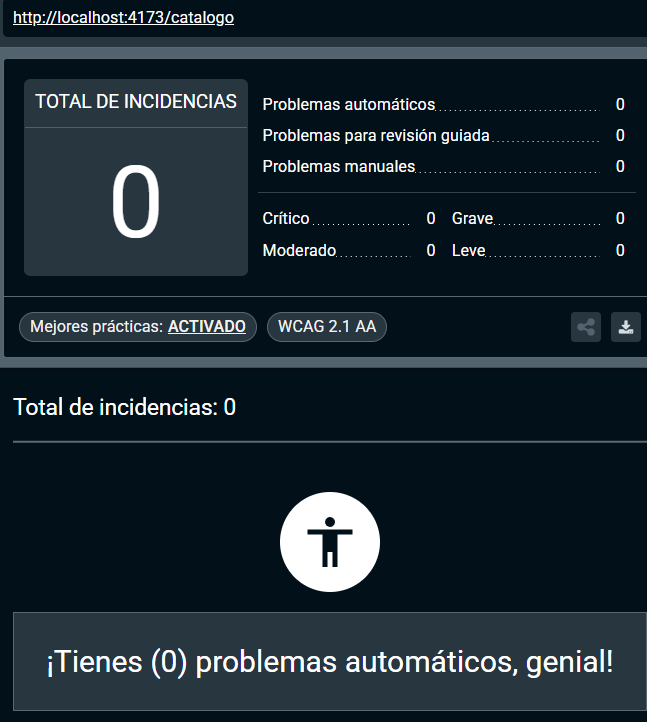 http://localhost:4173/catalogo
TOTAL DE INCIDENCIAS
0
Problemas automáticos 0
Problemas para revisión guiada 0
Problemas manuales 0
Crítico 0 Grave 0
Moderado 0 Leve 0
Mejores prácticas: ACTIVADO WCAG 2.1 AA
Total de incidencias: 0
¡Tienes (0) problemas automáticos, genial!